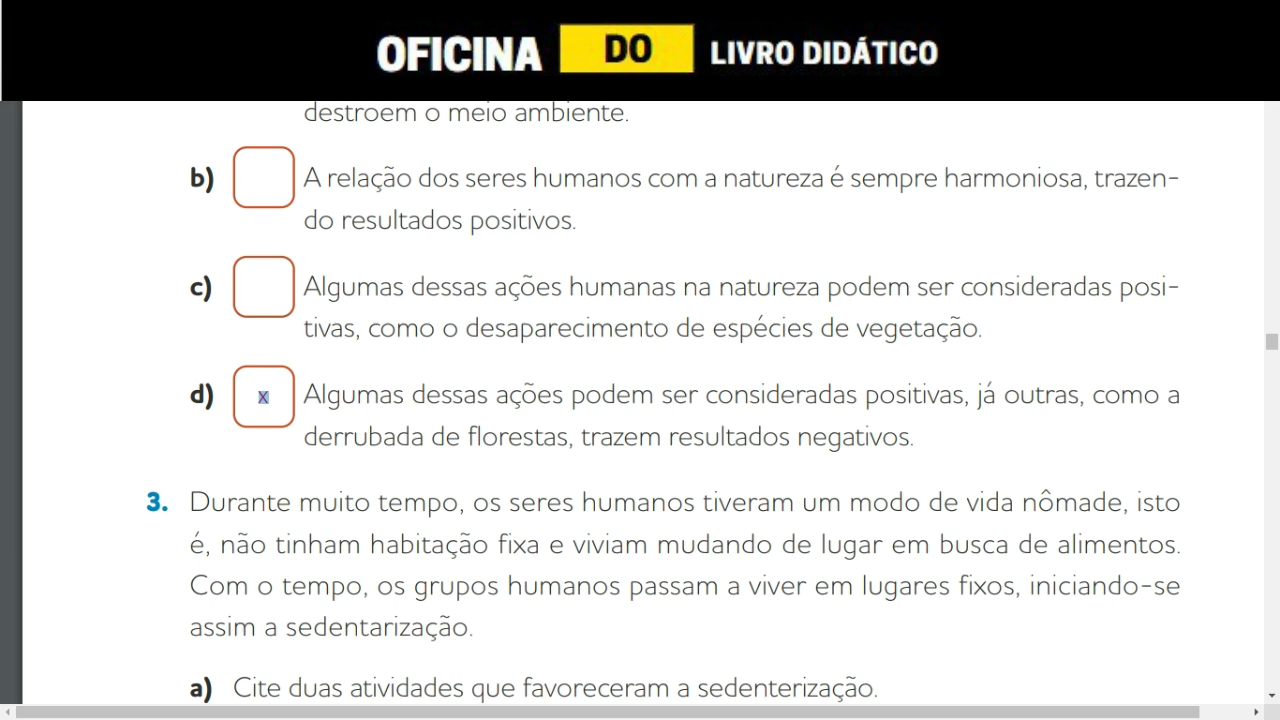 OFICINA DO LIVRO DIDÁTICO
destroem o meio ambiente.
b) A relação dos seres humanos com a natureza é sempre harmoniosa, trazen-
do resultados positivos.
c) Algumas dessas ações humanas na natureza podem ser consideradas posi-
tivas, como o desaparecimento de espécies de vegetação.
d) x Algumas dessas ações podem ser consideradas positivas, já outras, como a
derrubada de florestas, trazem resultados negativos.
3. Durante muito tempo, os seres humanos tiveram um modo de vida nômade, isto
é, não tinham habitação fixa e viviam mudando de lugar em busca de alimentos.
Com o tempo, os grupos humanos passam a viver em lugares fixos, iniciando-se
assim a sedentarização.
a) Cite duas atividades que favoreceram a sedenterização.